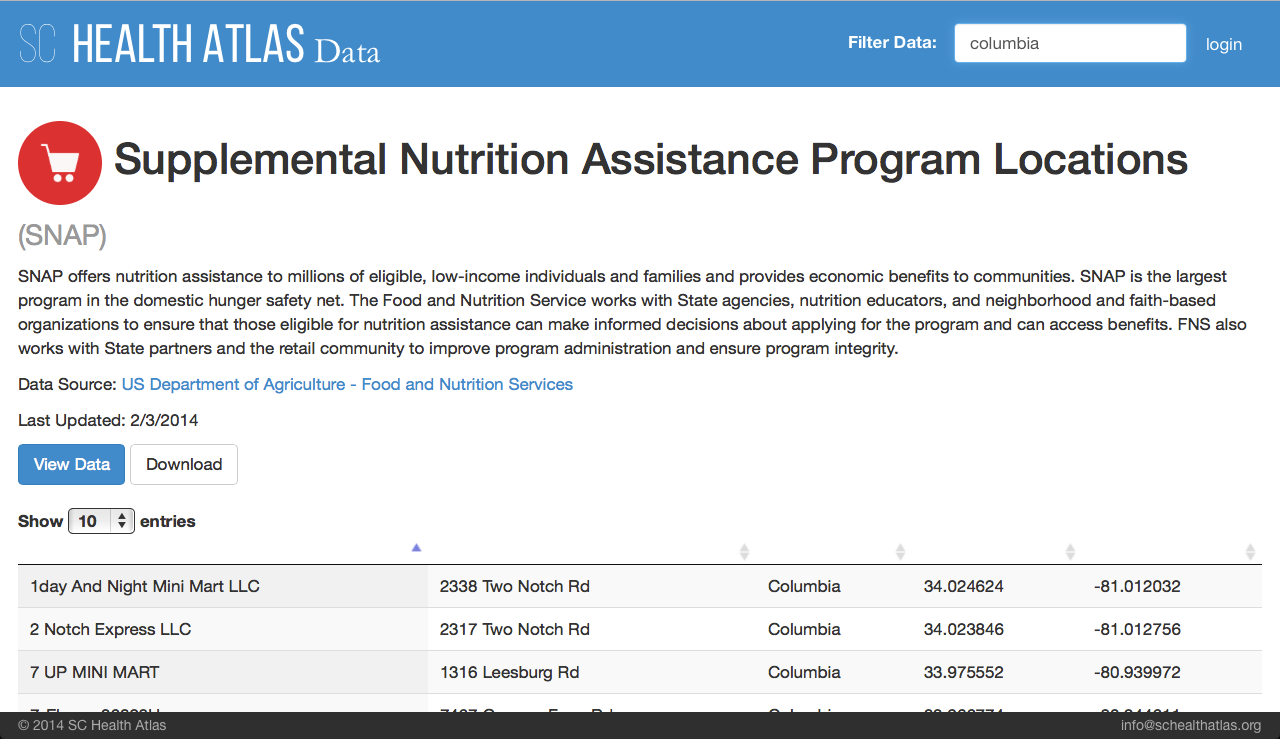 SC HEALTH ATLAS Data
Filter Data: columbia login
Supplemental Nutrition Assistance Program Locations
(SNAP)
SNAP offers nutrition assistance to millions of eligible, low-income individuals and families and provides economic benefits to communities. SNAP is the largest
program in the domestic hunger safety net. The Food and Nutrition Service works with State agencies, nutrition educators, and neighborhood and faith-based
organizations to ensure that those eligible for nutrition assistance can make informed decisions about applying for the program and can access benefits. FNS also
works with State partners and the retail community to improve program administration and ensure program integrity.
Data Source: US Department of Agriculture - Food and Nutrition Services
Last Updated: 2/3/2014
View Data Download
Show 10 entries
1day And Night Mini Mart LLC 2338 Two Notch Rd Columbia 34.024624 -81.012032
2 Notch Express LLC 2317 Two Notch Rd Columbia 34.023846 -81.012756
7 UP MINI MART 1316 Leesburg Rd Columbia 33.975552 -80.939972
© 2014 SC Health Atlas info@schealthatlas.org